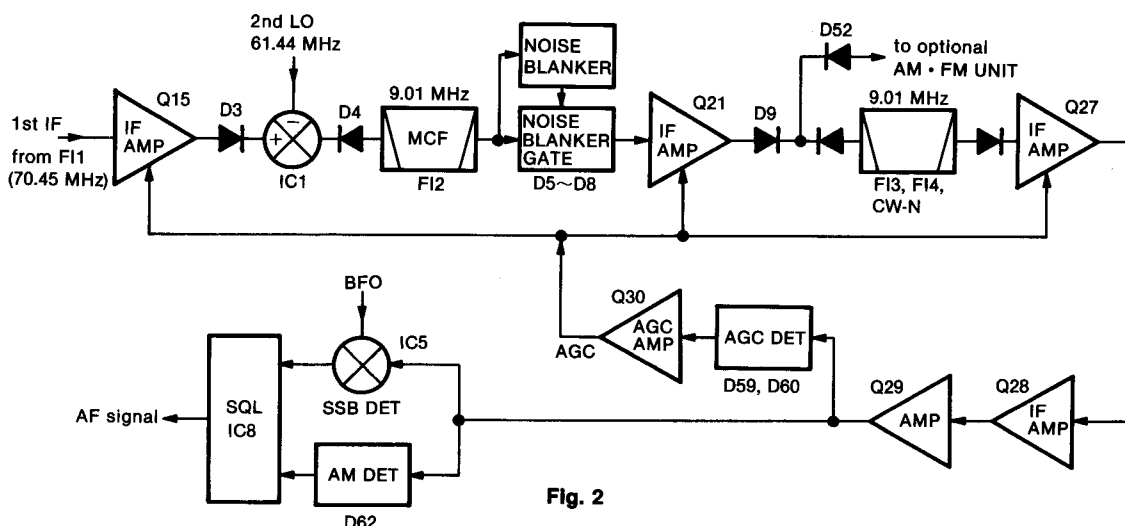 2nd LO
61.44 MHz
Q15
D3
D4
9.01 MHz
NOISE
BLANKER
D52
to optional
AM • FM UNIT
Q21
D9
9.01 MHz
Q27
1st IF
from FI1
(70.45 MHz)
IF
AMP
+
−
IC1
MCF
FI2
NOISE
BLANKER
GATE
D5~D8
IF
AMP
FI3, FI4,
CW-N
IF
AMP
BFO
Q30
AGC
AGC
AMP
AGC DET
D59, D60
IC5
SSB DET
AF signal
SQL
IC8
AM DET
D62
Q29
AMP
Q28
IF
AMP
Fig. 2